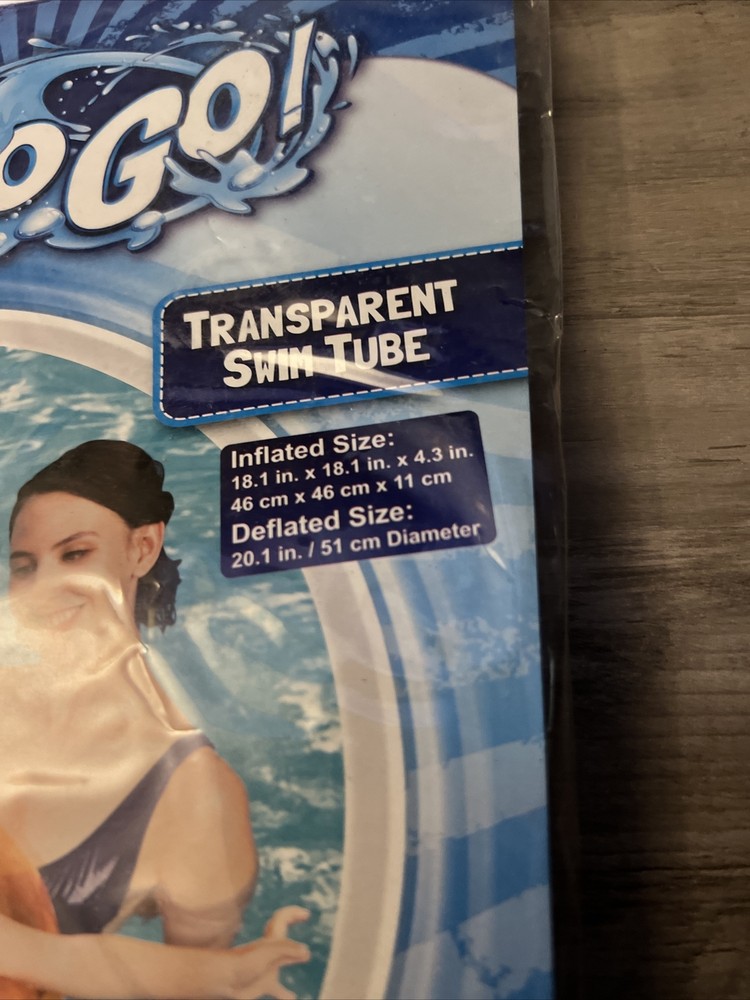 GO!
TRANSPARENT
SWIM TUBE
Inflated Size:
18.1 in. x 18.1 in. x 4.3 in.
46 cm x 46 cm x 11 cm
Deflated Size:
20.1 in. / 51 cm Diameter